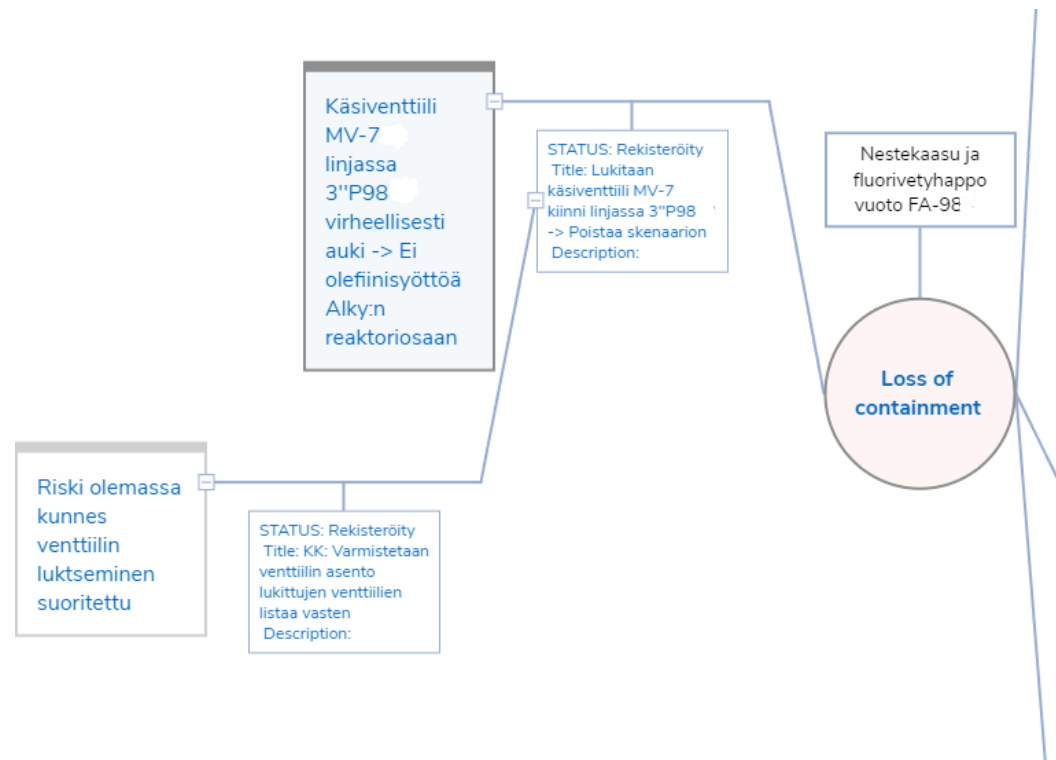 Käsiventtiili
MV-7
linjassa
3"P98
virheellisesti
auki -> Ei
olefiinisyöttöä
Alky:n
reaktoriosaan
STATUS: Rekisteröity
Title: Lukitaan
käsiventtiili MV-7
kiinni linjassa 3"P98
-> Poistaa skenaarion
Description:
Nestekaasu ja
fluorivetyhappo
vuoto FA-98
Loss of
containment
Riski olemassa
kunnes
venttiilin
luktseminen
suoritettu
STATUS: Rekisteröity
Title: KK: Varmistetaan
venttiilin asento
lukittujen venttiilien
listaa vasten
Description: